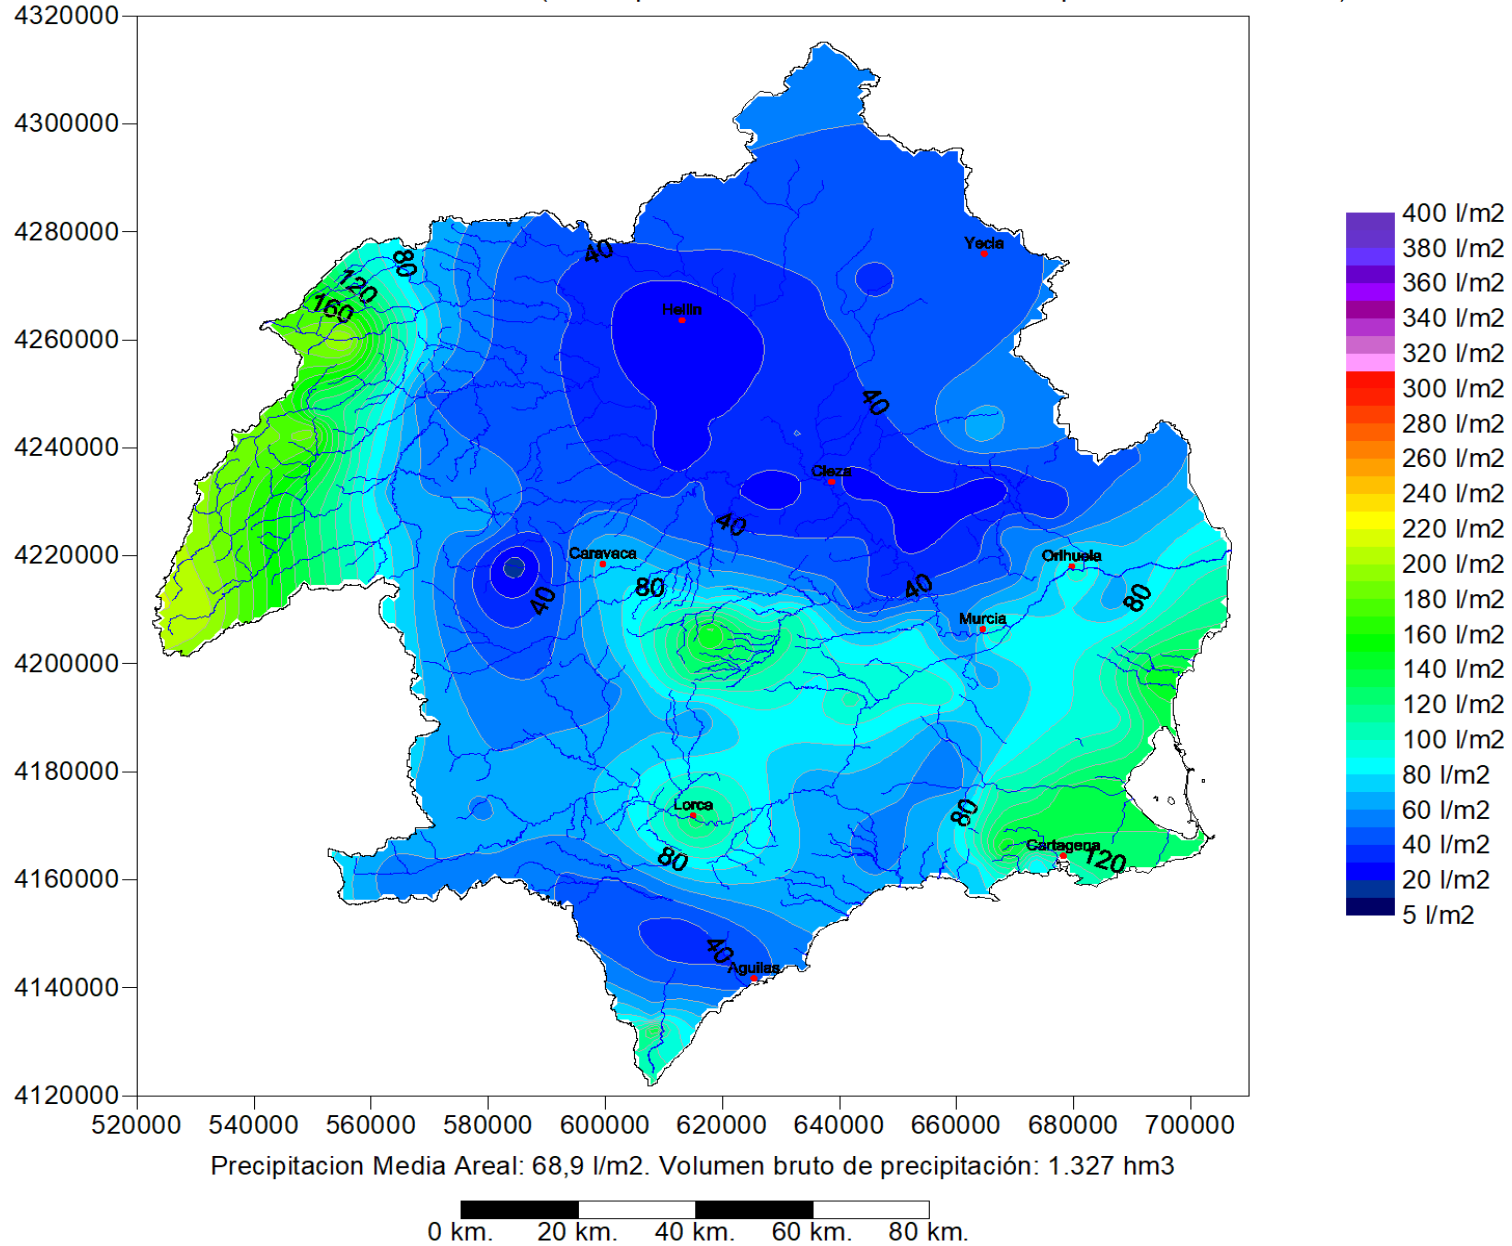 4320000
4300000
4280000
4260000
4240000
4220000
4200000
4180000
4160000
4140000
4120000
520000 540000 560000 580000 600000 620000 640000 660000 680000 700000
Yecla
40
80
120
160
Hellin
40
Cieza
40
Caravaca
Orihuela
80
40
40
80
Murcia
Lorca
80
80
Cartagena
120
40
Aguilas
400 l/m2
380 l/m2
360 l/m2
340 l/m2
320 l/m2
300 l/m2
280 l/m2
260 l/m2
240 l/m2
220 l/m2
200 l/m2
180 l/m2
160 l/m2
140 l/m2
120 l/m2
100 l/m2
80 l/m2
60 l/m2
40 l/m2
20 l/m2
5 l/m2
Precipitacion Media Areal: 68,9 l/m2. Volumen bruto de precipitación: 1.327 hm3
0 km. 20 km. 40 km. 60 km. 80 km.